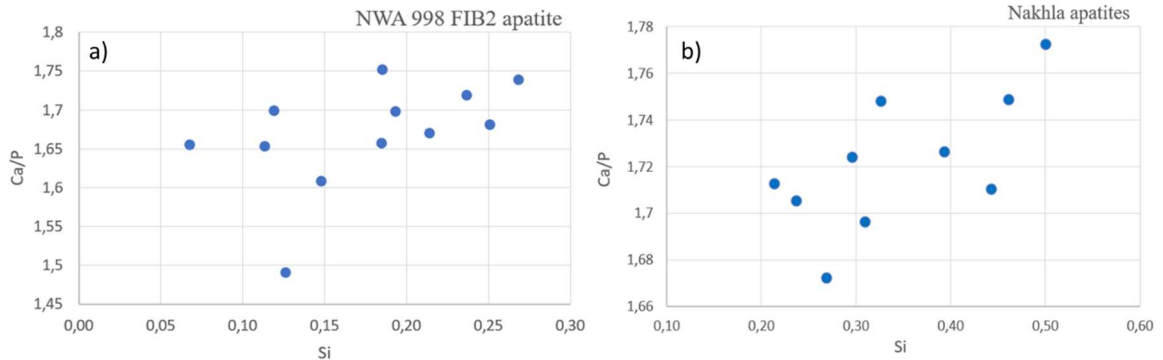 NWA 998 FIB2 apatite
a)
1,8
1,75
1,7
1,65
1,6
1,55
1,5
1,45
Ca/P
0,00 0,05 0,10 0,15 0,20 0,25 0,30
Si
Nakhla apatites
b)
1,78
1,76
1,74
1,72
1,7
1,68
1,66
Ca/P
0,10 0,20 0,30 0,40 0,50 0,60
Si